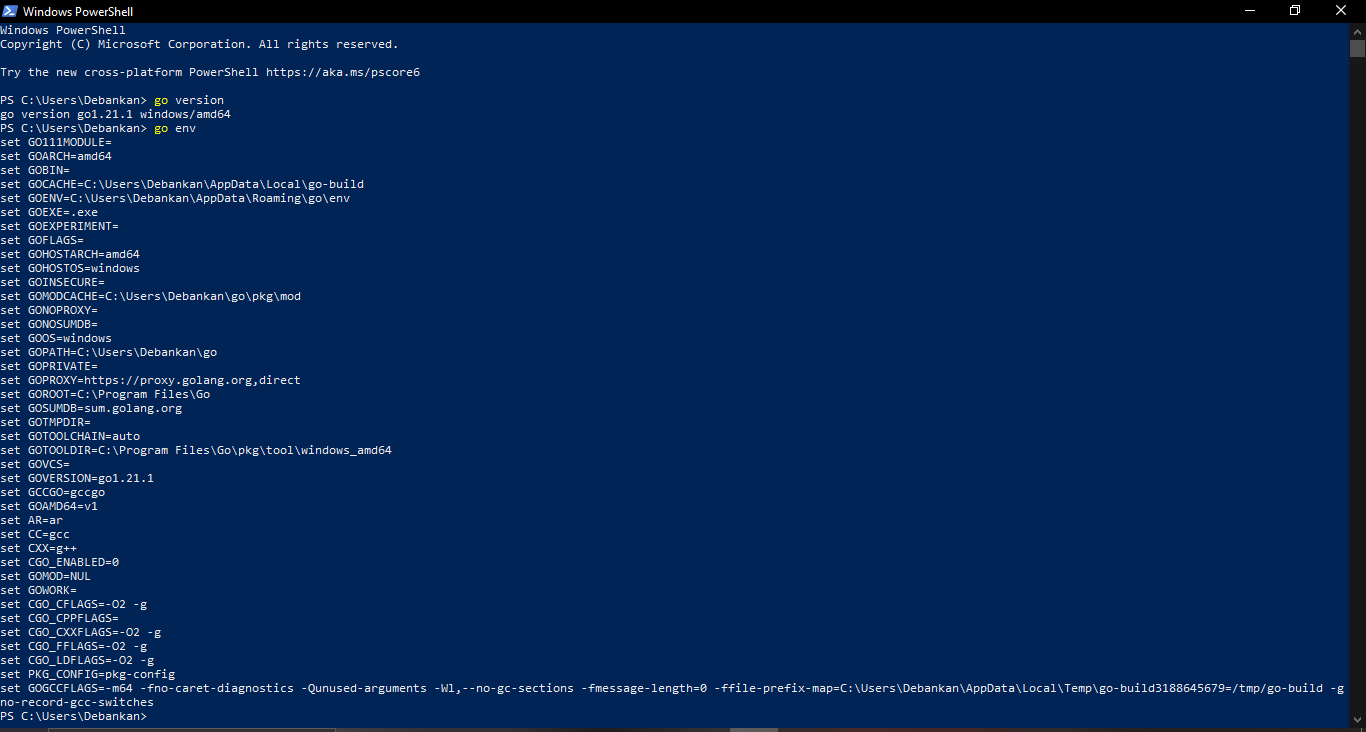 Windows PowerShell
Windows PowerShell
Copyright (C) Microsoft Corporation. All rights reserved.
Try the new cross-platform PowerShell https://aka.ms/pscore6
PS C:\Users\Debankan> go version
go version go1.21.1 windows/amd64
PS C:\Users\Debankan> go env
set GO111MODULE=
set GOARCH=amd64
set GOBIN=
set GOCACHE=C:\Users\Debankan\AppData\Local\go-build
set GOENV=C:\Users\Debankan\AppData\Roaming\go\env
set GOEXE=.exe
set GOEXPERIMENT=
set GOFLAGS=
set GOHOSTARCH=amd64
set GOHOSTOS=windows
set GOINSECURE=
set GOMODCACHE=C:\Users\Debankan\go\pkg\mod
set GONOPROXY=
set GONOSUMDB=
set GOOS=windows
set GOPATH=C:\Users\Debankan\go
set GOPRIVATE=
set GOPROXY=https://proxy.golang.org,direct
set GOROOT=C:\Program Files\Go
set GOSUMDB=sum.golang.org
set GOTMPDIR=
set GOTOOLCHAIN=auto
set GOTOOLDIR=C:\Program Files\Go\pkg\tool\windows_amd64
set GOVCS=
set GOVERSION=go1.21.1
set GCCGO=gccgo
set GOAMD64=v1
set AR=ar
set CC=gcc
set CXX=g++
set CGO_ENABLED=0
set GOMOD=NUL
set GOWORK=
set CGO_CFLAGS=-O2 -g
set CGO_CPPFLAGS=
set CGO_CXXFLAGS=-O2 -g
set CGO_FFLAGS=-O2 -g
set CGO_LDFLAGS=-O2 -g
set PKG_CONFIG=pkg-config
set GOGCCFLAGS=-m64 -fno-caret-diagnostics -Qunused-arguments -Wl,--no-gc-sections -fmessage-length=0 -ffile-prefix-map=C:\Users\Debankan\AppData\Local\Temp\go-build3188645679=/tmp/go-build -g
no-record-gcc-switches
PS C:\Users\Debankan>